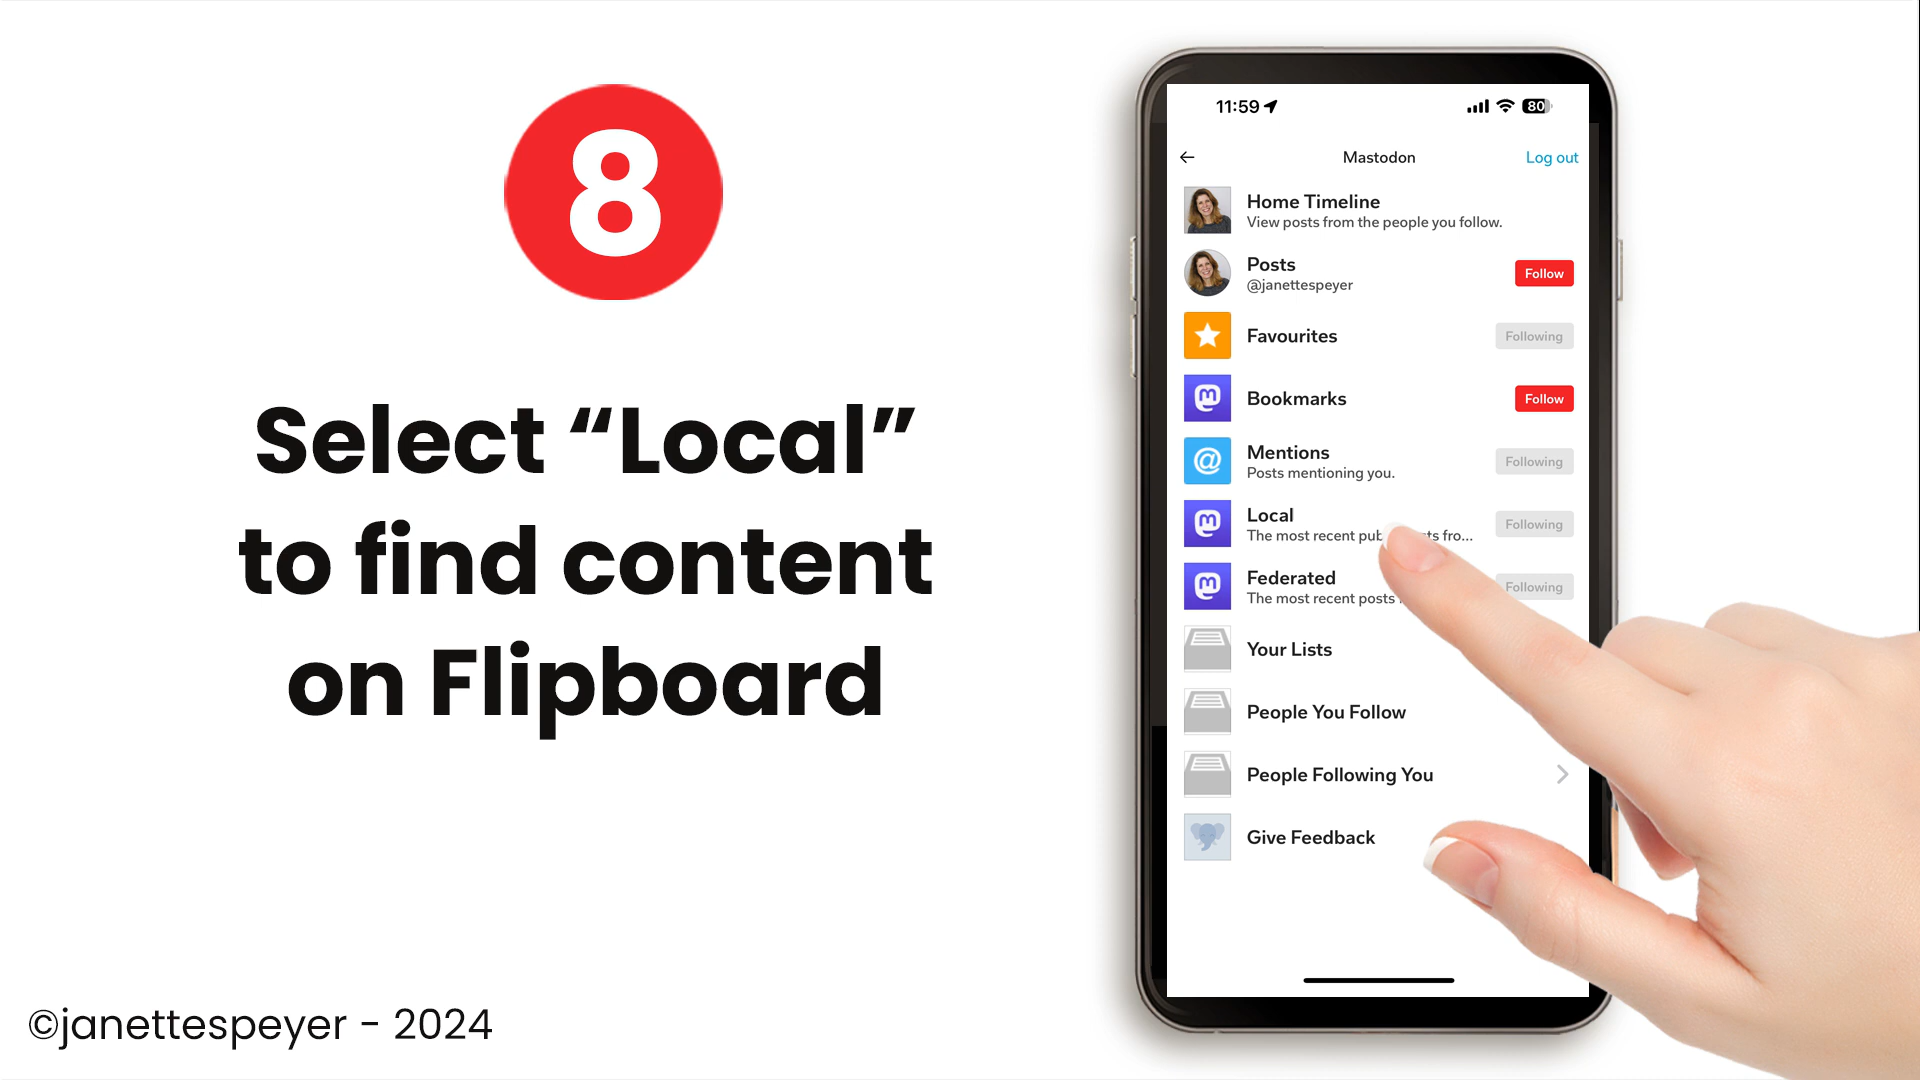 8
Select “Local”
to find content
on Flipboard
©janettespeyer - 2024
11:59
80
Mastodon
Log out
Home Timeline
View posts from the people you follow.
Posts
@janettespeyer
Follow
Favourites
Following
Bookmarks
Follow
Mentions
Posts mentioning you.
Following
Local
The most recent fro...
Following
Federated
The most recent posts
Following
Your Lists
People You Follow
People Following You
Give Feedback